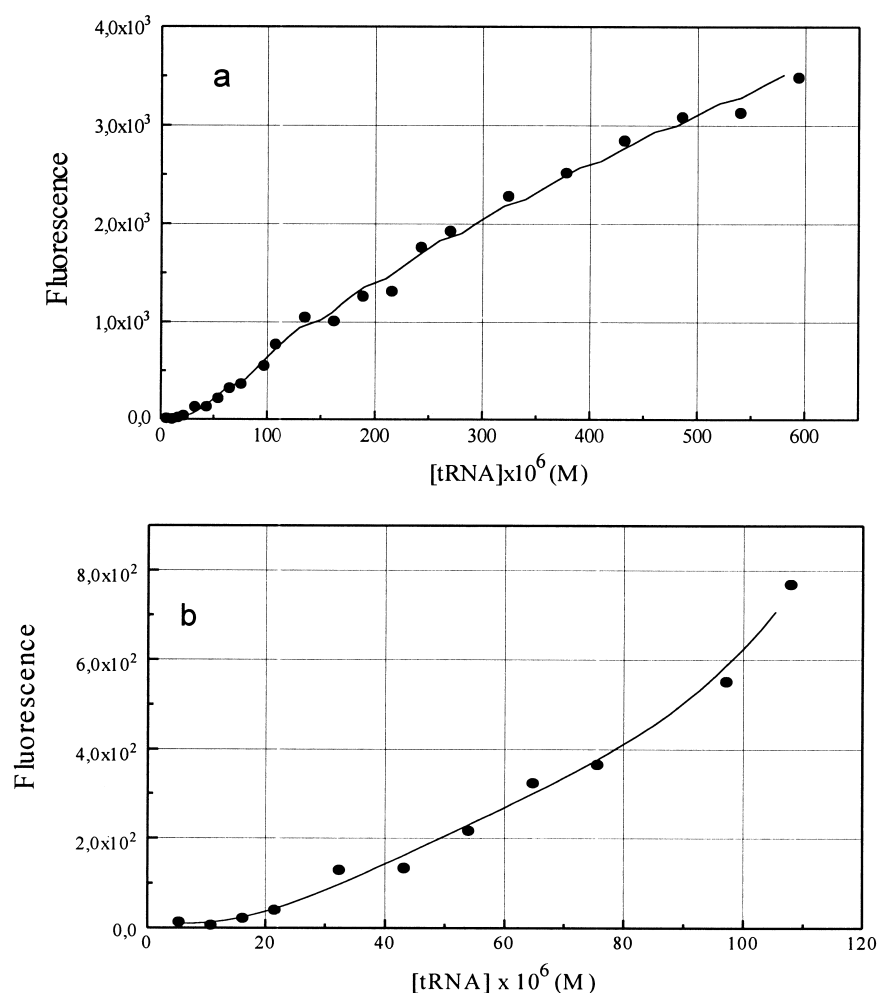 4,0x10³
a
3,0x10³
Fluorescence
2,0x10³
1,0x10³
0,0
0 100 200 300 400 500 600
[tRNA]x10⁶ (M)
8,0x10²
b
6,0x10²
Fluorescence
4,0x10²
2,0x10²
0,0
0 20 40 60 80 100 120
[tRNA] x 10⁶ (M)